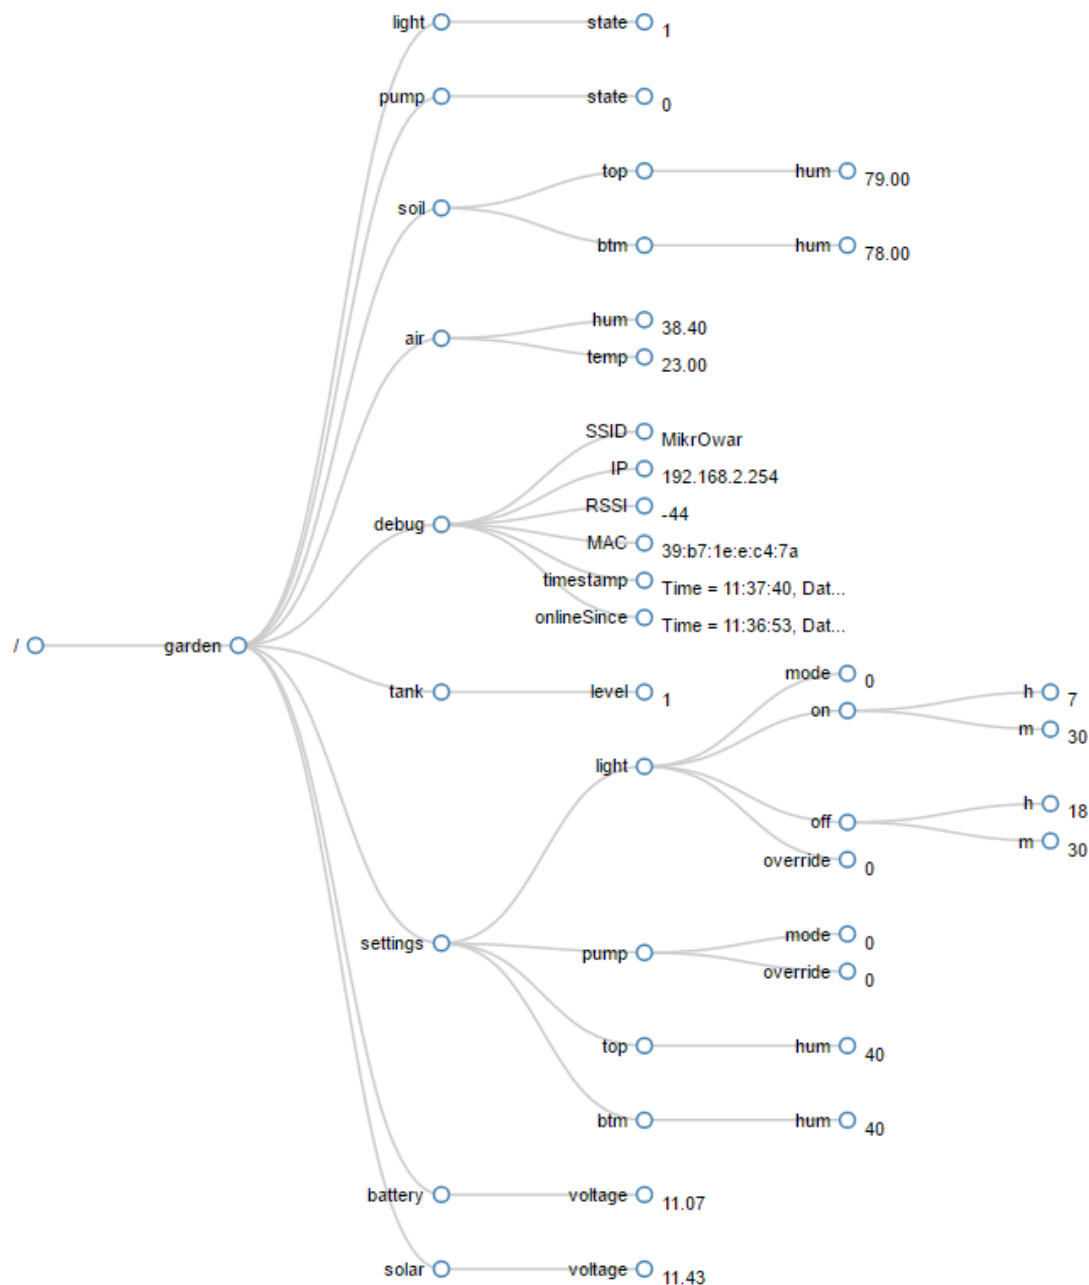 light state 1
pump state 0
top hum 79.00
soil
btm hum 78.00
hum 38.40
air
temp 23.00
SSID MikrOwar
IP 192.168.2.254
RSSI -44
debug
MAC 39:b7:1e:e:c4:7a
timestamp Time = 11:37:40, Dat...
onlineSince Time = 11:36:53, Dat...
/ garden
mode 0
tank level 1
h 7
on
m 30
light
h 18
off
m 30
override 0
mode 0
settings
pump
override 0
top hum 40
btm hum 40
battery voltage 11.07
solar voltage 11.43